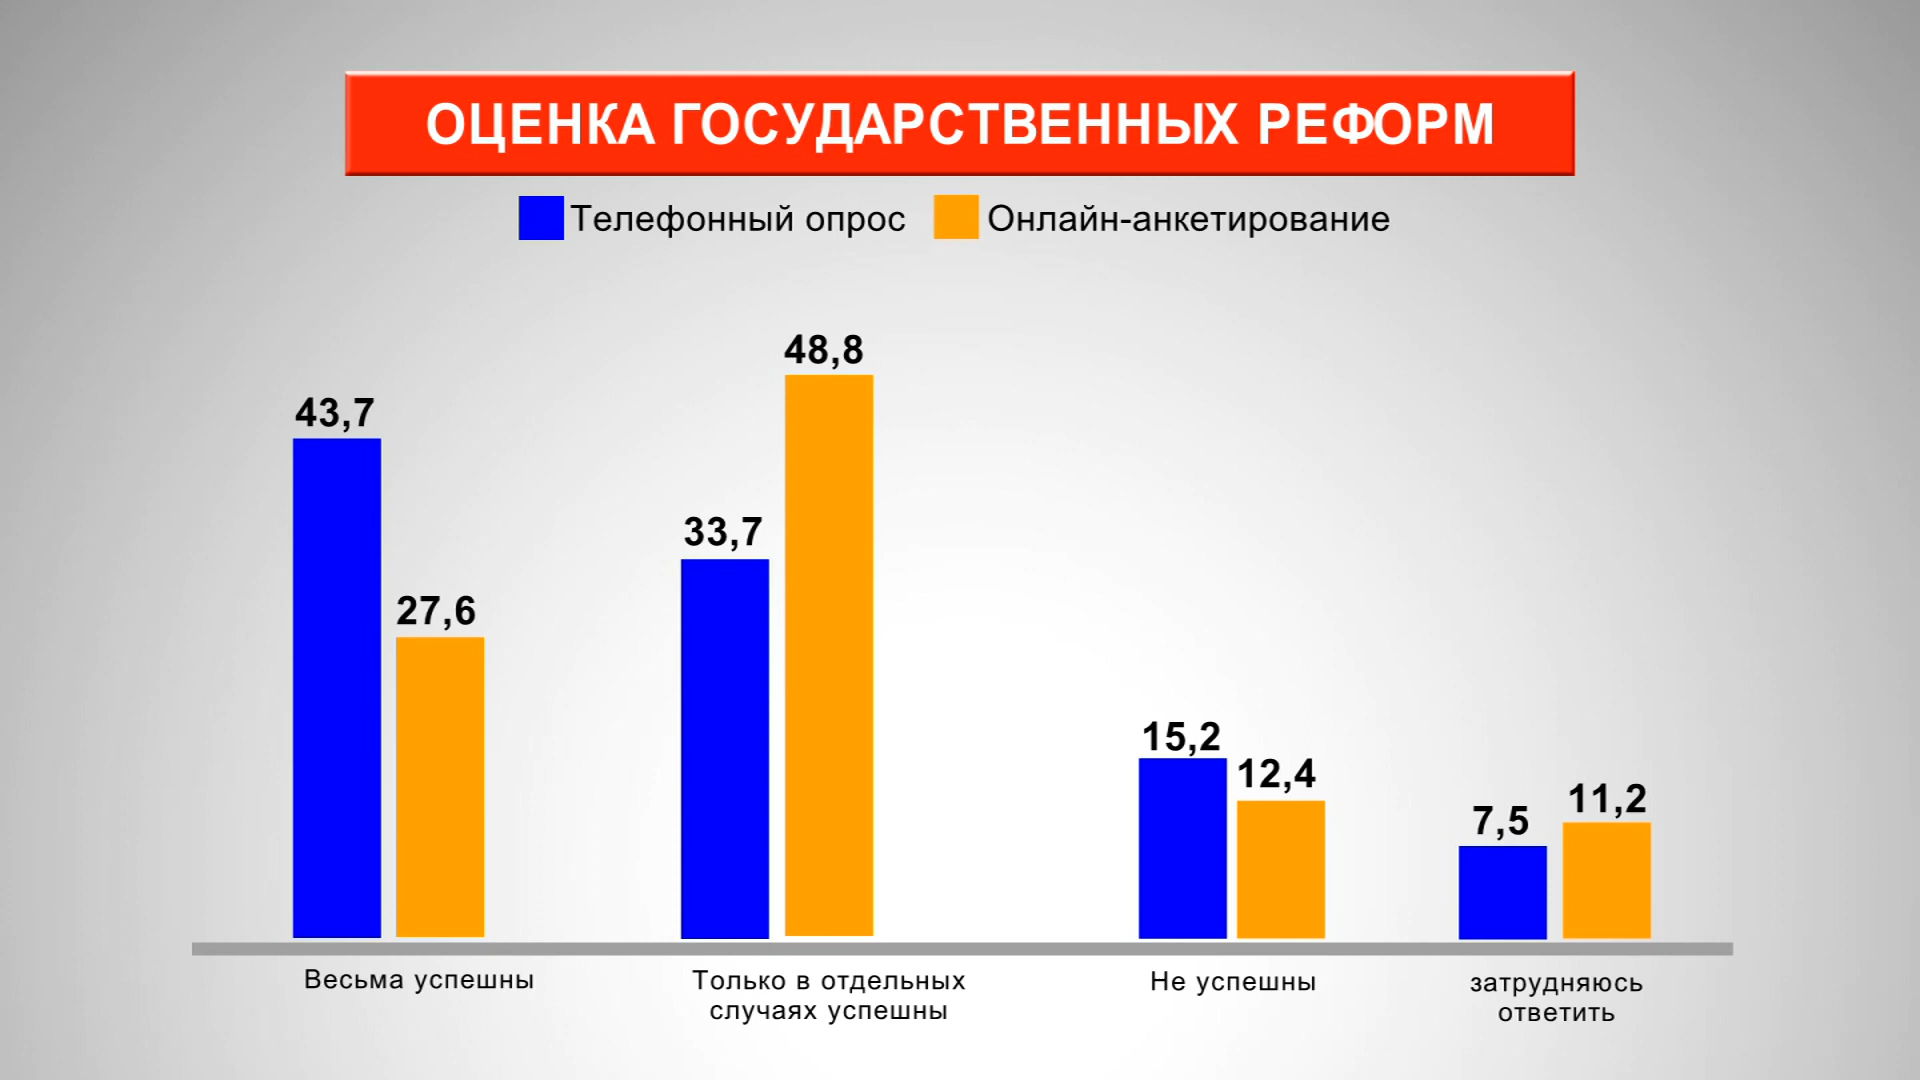 ОЦЕНКА ГОСУДАРСТВЕННЫХ РЕФОРМ
Телефонный опрос Онлайн-анкетирование
43,7
27,6
33,7
48,8
15,2
12,4
7,5
11,2
Весьма успешны
Только в отдельных
случаях успешны
Не успешны
затрудняюсь
ответить